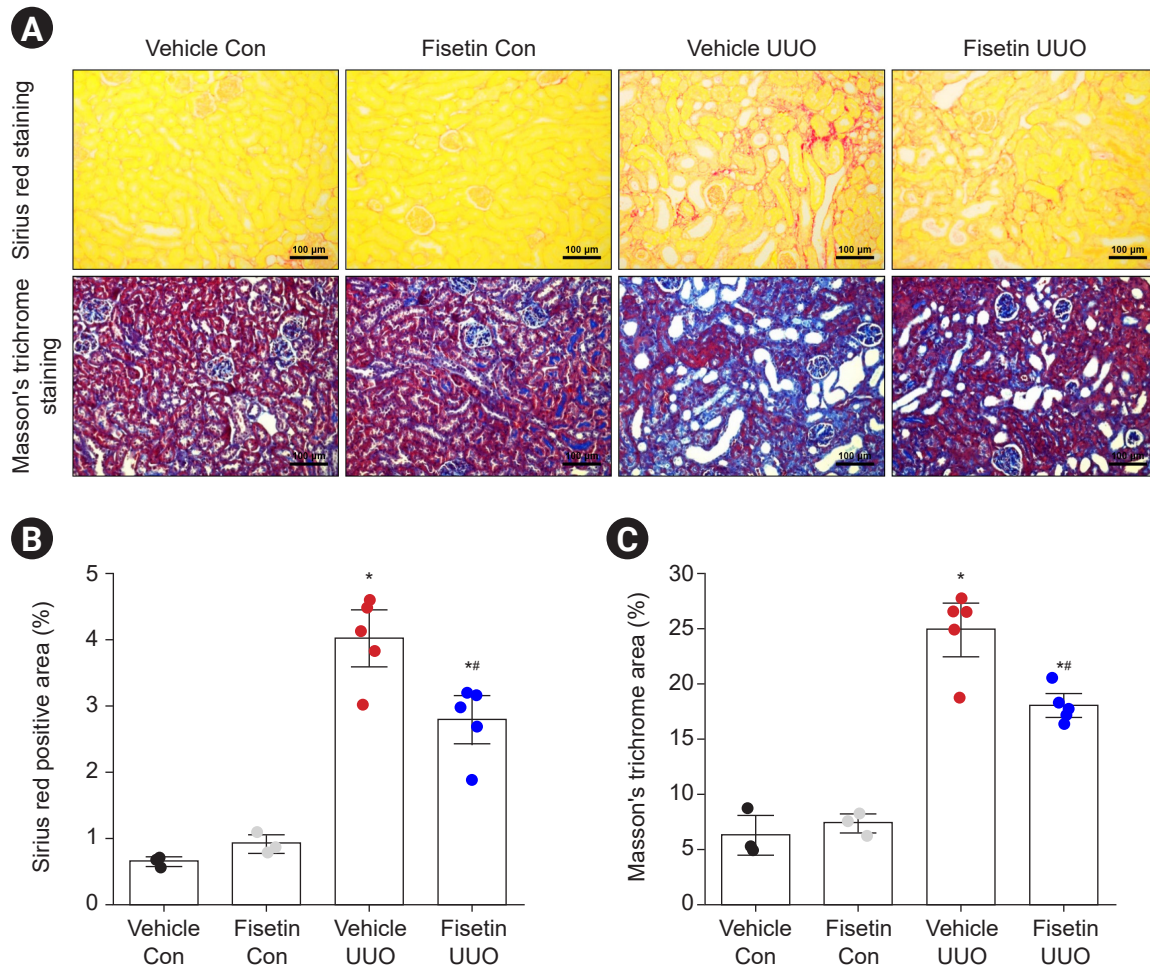 A
Vehicle Con
Fisetin Con
Vehicle UUO
Fisetin UUO
Sirius red staining
100 µm
100 µm
100 µm
100 µm
Masson's trichrome
staining
100 µm
100 µm
100 µm
100 µm
B
Sirius red positive area (%)
5
4
3
2
1
0
*
*#
Vehicle
Con
Fisetin
Con
Vehicle
UUO
Fisetin
UUO
C
Masson's trichrome area (%)
30
25
20
15
10
5
0
*
*#
Vehicle
Con
Fisetin
Con
Vehicle
UUO
Fisetin
UUO